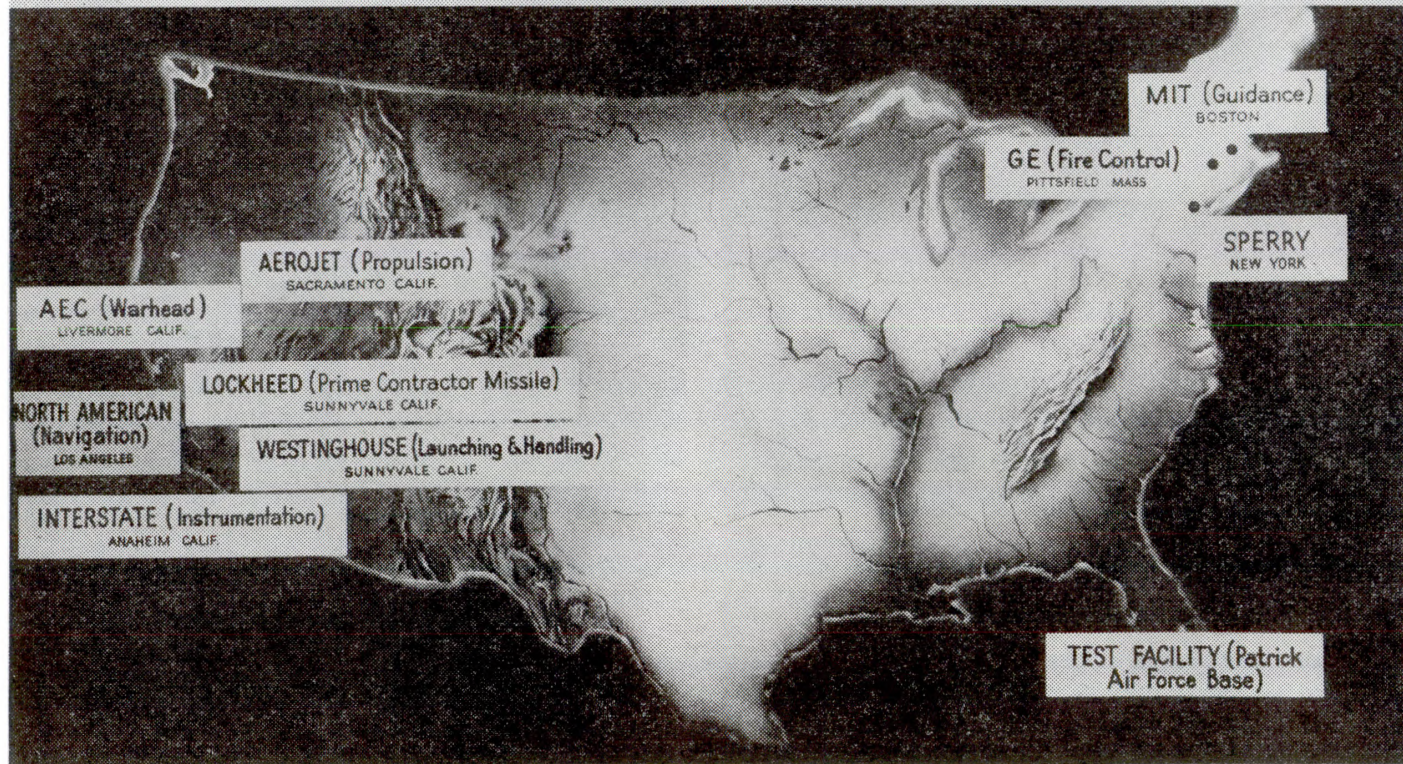 MIT (Guidance)
BOSTON
GE (Fire Control)
PITTSFIELD MASS
SPERRY
NEW YORK
AEROJET (Propulsion)
SACRAMENTO CALIF.
AEC (Warhead)
LIVERMORE CALIF.
LOCKHEED (Prime Contractor Missile)
SUNNYVALE CALIF.
NORTH AMERICAN
(Navigation)
LOS ANGELES
WESTINGHOUSE (Launching & Handling)
SUNNYVALE CALIF.
INTERSTATE (Instrumentation)
ANAHEIM CALIF.
TEST FACILITY (Patrick
Air Force Base)